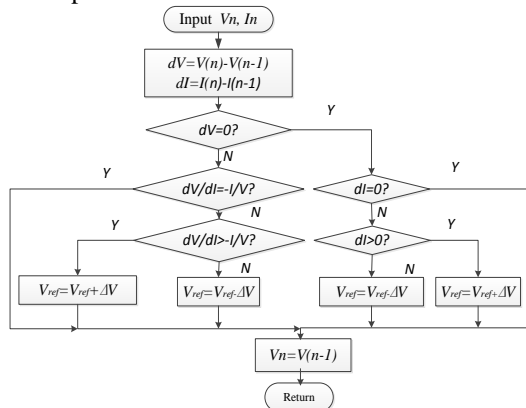 Input Vn, In
dV=V(n)-V(n-1)
dI=I(n)-I(n-1)
Y
dV=0?
N
Y
Y
dV/dI=-I/V?
dI=0?
N
N
Y
dV/dI>-I/V?
dI>0?
Y
N
N
Vref=Vref+ΔV
Vref=Vref-ΔV
Vref=Vref-ΔV
Vref=Vref+ΔV
Vn=V(n-1)
Return